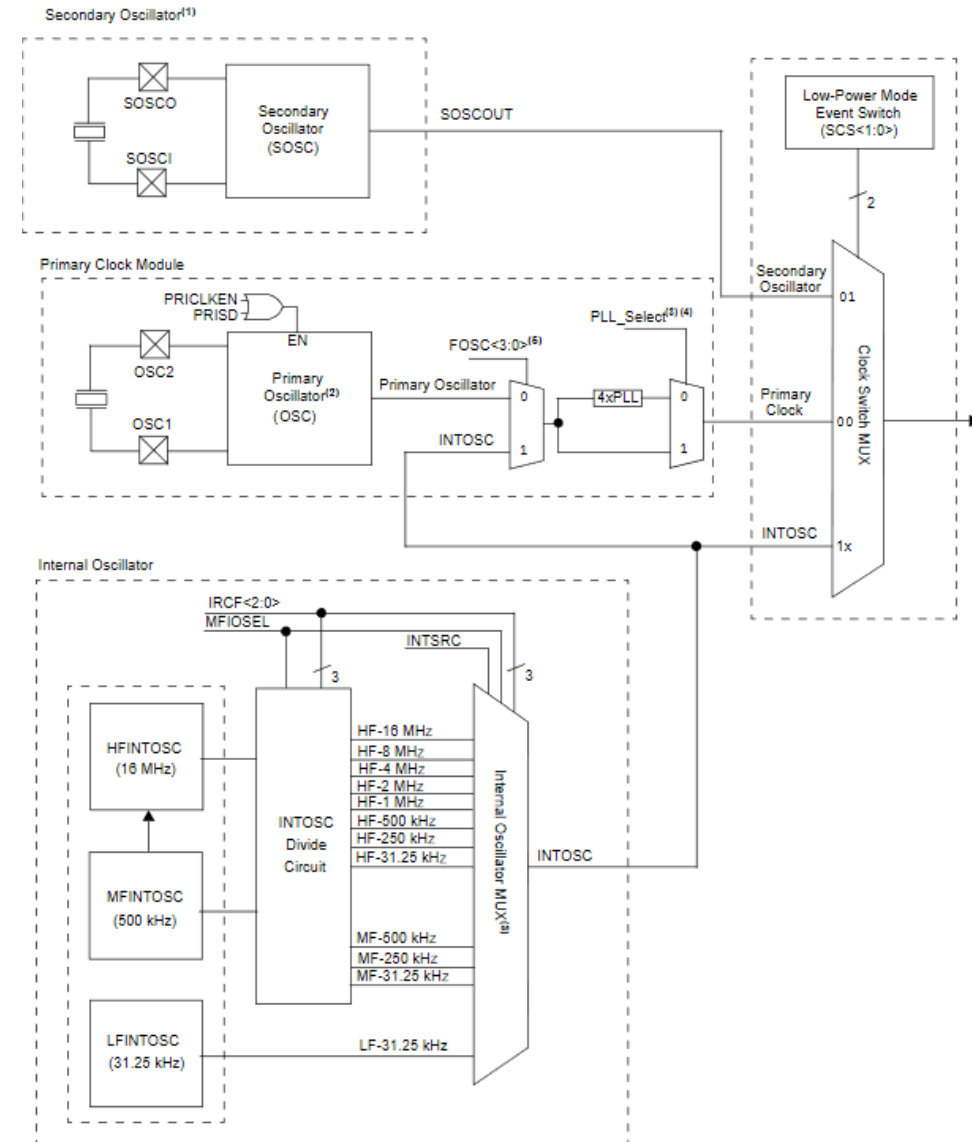 Secondary Oscillator(1)
SOSCO
SOSCI
Secondary
Oscillator
(SOSC)
SOSCOUT
Low-Power Mode
Event Switch
(SCS<1:0>)
2
Secondary
Oscillator
01
Primary Clock Module
PRICLKEN
PRISD
EN
OSC2
OSC1
Primary
Oscillator(2)
(OSC)
Primary Oscillator
INTOSC
FOSC<3:0>(5)
0
1
PLL_Select(3) (4)
4xPLL
0
1
Primary
Clock
00
Clock Switch MUX
INTOSC
1x
Internal Oscillator
IRCF<2:0>
MFIOSEL
INTSRC
3
3
HFINTOSC
(16 MHz)
MFINTOSC
(500 kHz)
LFINTOSC
(31.25 kHz)
INTOSC
Divide
Circuit
HF-16 MHz
HF-8 MHz
HF-4 MHz
HF-2 MHz
HF-1 MHz
HF-500 kHz
HF-250 kHz
HF-31.25 kHz
MF-500 kHz
MF-250 kHz
MF-31.25 kHz
LF-31.25 kHz
Internal Oscillator MUX(3)
INTOSC